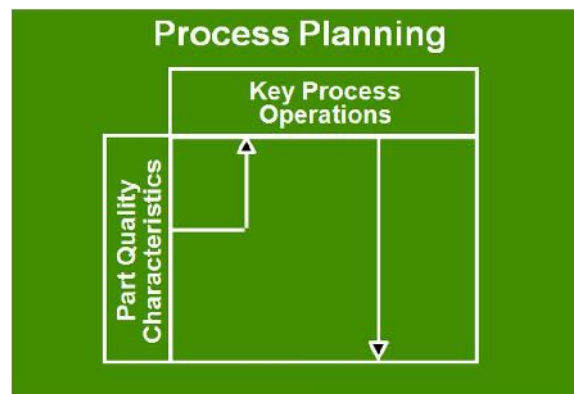 Process Planning
Key Process
Operations
Part Quality
Characteristics